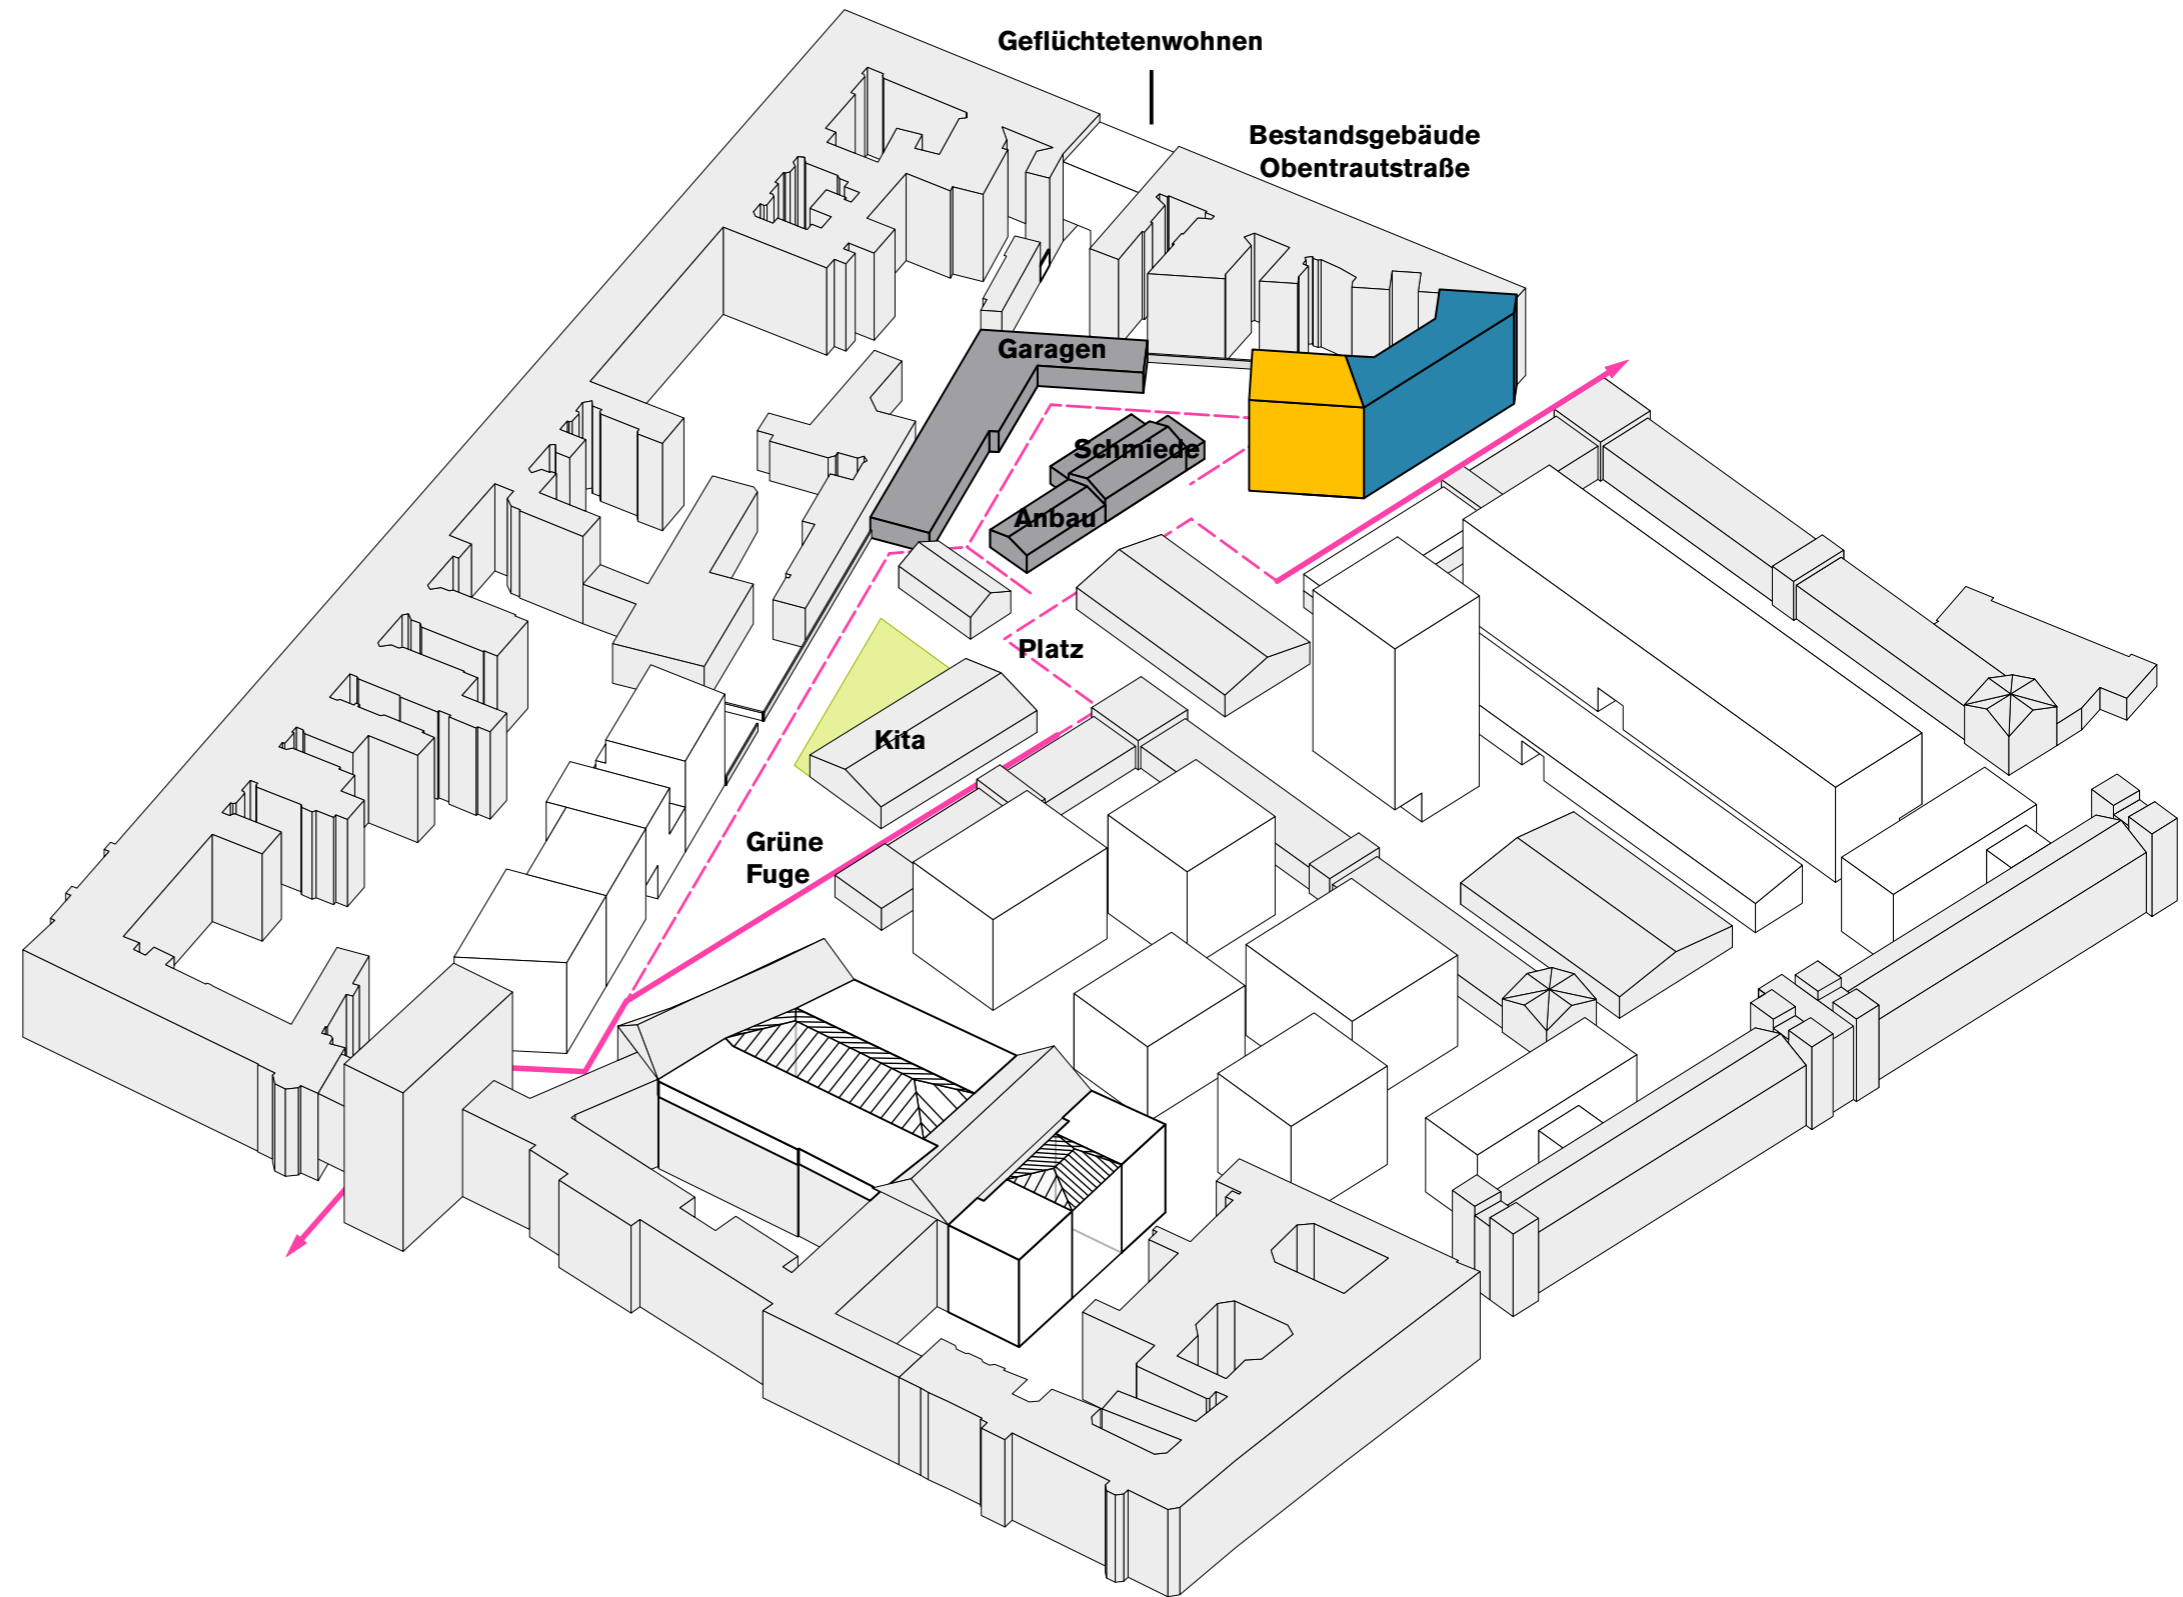 Geflüchtetenwohnen
Bestandsgebäude
Obentrautstraße
Garagen
Schmiede
Anbau
Platz
Kita
Grüne
Fuge